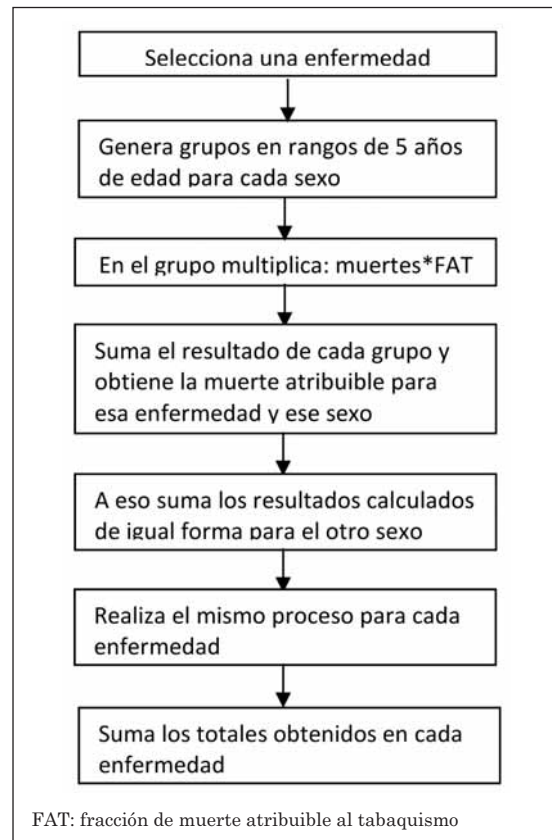 Selecciona una enfermedad
Genera grupos en rangos de 5 años
de edad para cada sexo
En el grupo multiplica: muertes*FAT
Suma el resultado de cada grupo y
obtiene la muerte atribuible para
esa enfermedad y ese sexo
A eso suma los resultados calculados
de igual forma para el otro sexo
Realiza el mismo proceso para cada
enfermedad
Suma los totales obtenidos en cada
enfermedad
FAT: fracción de muerte atribuible al tabaquismo